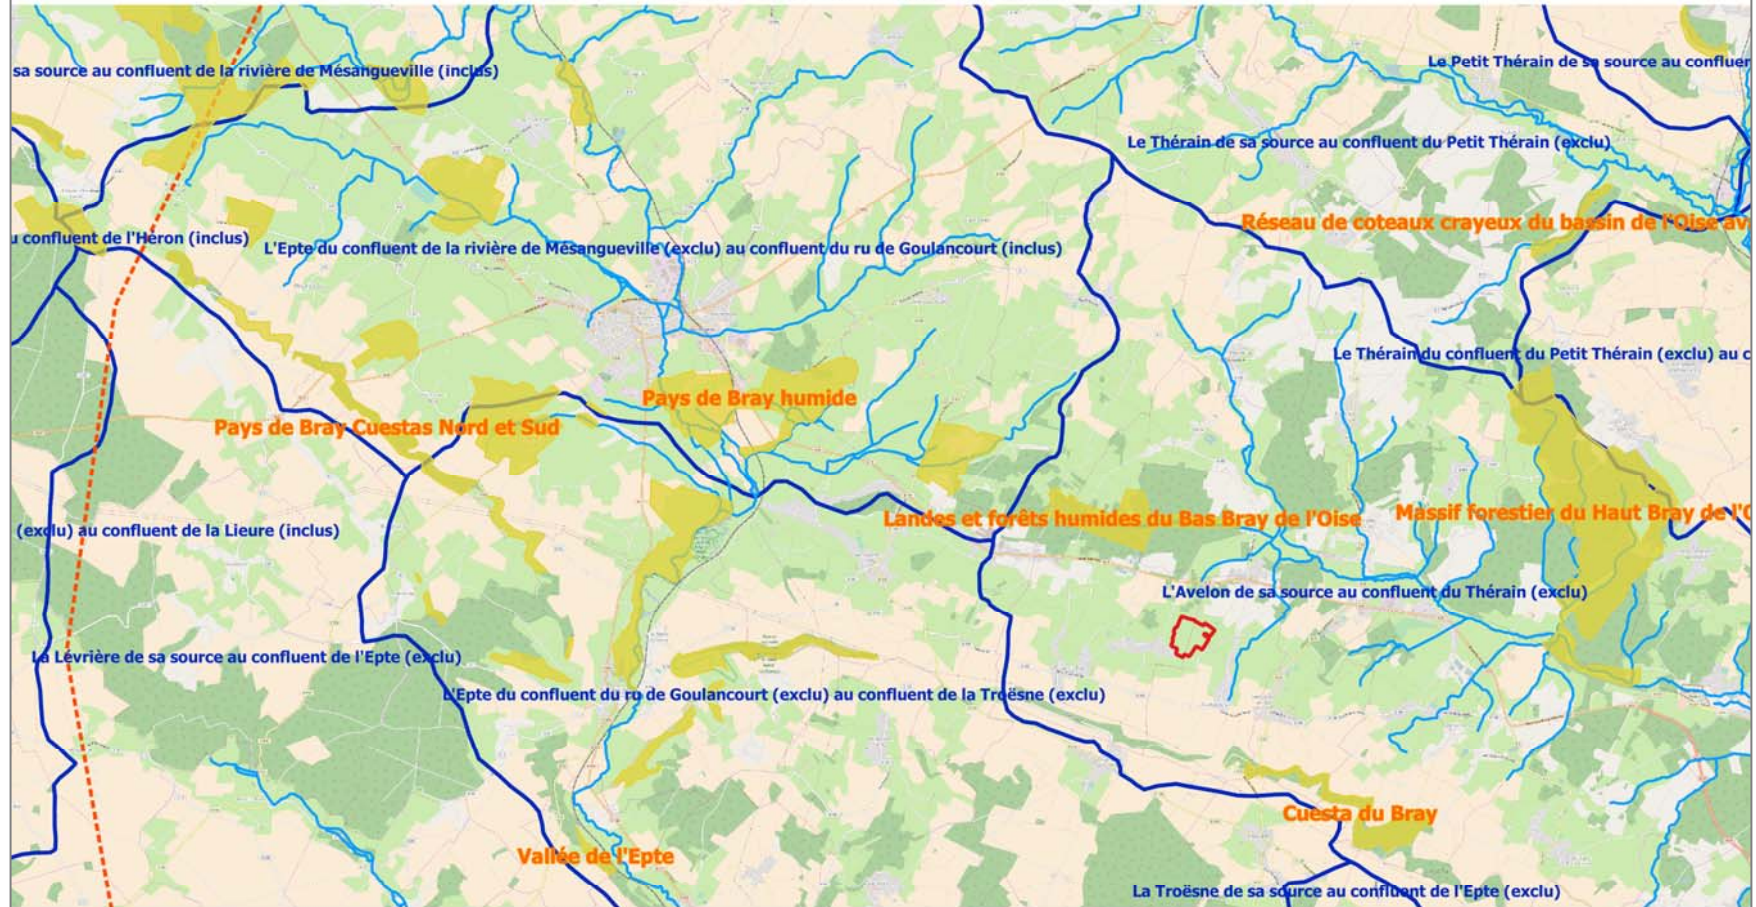 sa source au confluent de la rivière de Mésangueville (inclus)
Le Petit Thérain de sa source au confluen
Le Thérain de sa source au confluent du Petit Thérain (exclu)
Réseau de coteaux crayeux du bassin de l'Oise av
u confluent de l'Héron (inclus)
L'Epte du confluent de la rivière de Mésangueville (exclu) au confluent du ru de Goulancourt (inclus)
Le Thérain du confluent du Petit Thérain (exclu) au c
Pays de Bray humide
Pays de Bray Cuestas Nord et Sud
Landes et forêts humides du Bas Bray de l'Oise
Massif forestier du Haut Bray de l'O
(exclu) au confluent de la Lieure (inclus)
L'Avelon de sa source au confluent du Thérain (exclu)
La Lévrière de sa source au confluent de l'Epte (exclu)
L'Epte du confluent du ru de Goulancourt (exclu) au confluent de la Troësne (exclu)
Cuesta du Bray
Vallée de l'Epte
La Troësne de sa source au confluent de l'Epte (exclu)